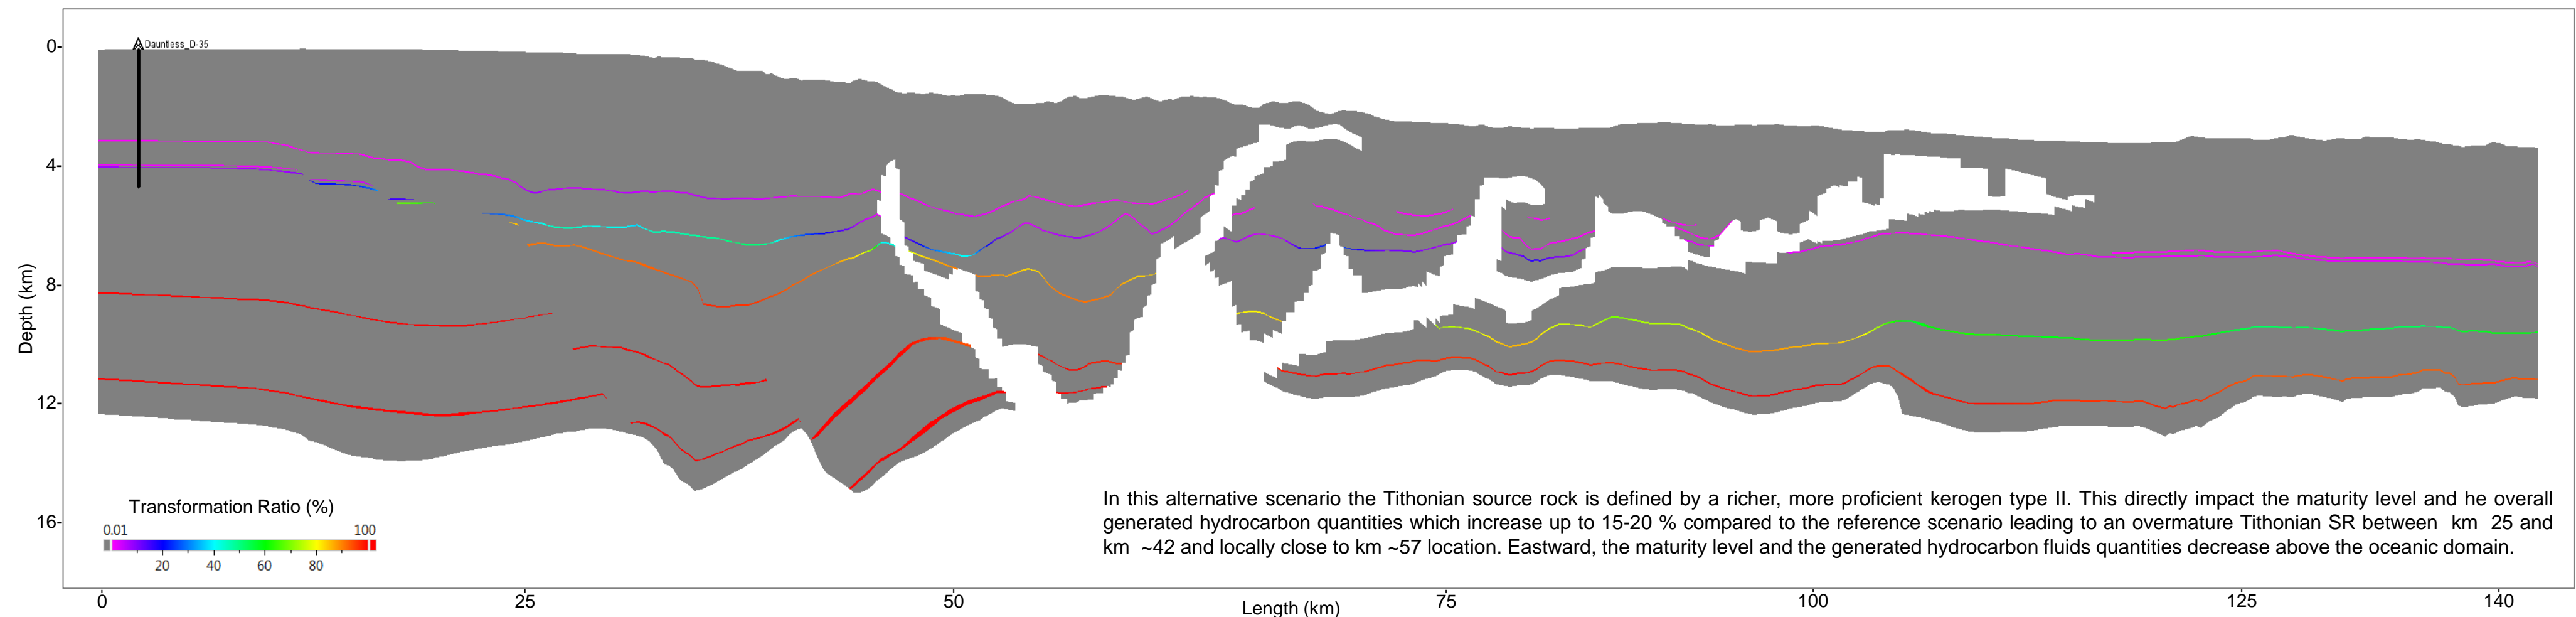 0
Dauntless_D-35
4
8
12
16
Depth (km)
Transformation Ratio (%)
0.01 100
20 40 60 80
In this alternative scenario the Tithonian source rock is defined by a richer, more proficient kerogen type II. This directly impact the maturity level and he overall
generated hydrocarbon quantities which increase up to 15-20 % compared to the reference scenario leading to an overmature Tithonian SR between km 25 and
km ~42 and locally close to km ~57 location. Eastward, the maturity level and the generated hydrocarbon fluids quantities decrease above the oceanic domain.
0 25 50 75 100 125 140
Length (km)